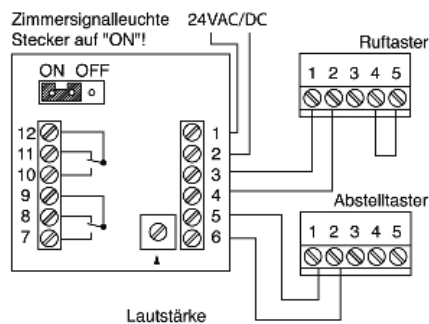 Zimmersignalleuchte 24VAC/DC
Stecker auf "ON"!
Ruftaster
ON OFF
1 2 3 4 5
12 1
11 2
10 3
9 4
8 5
7 6
Abstelltaster
1 2 3 4 5
Lautstärke